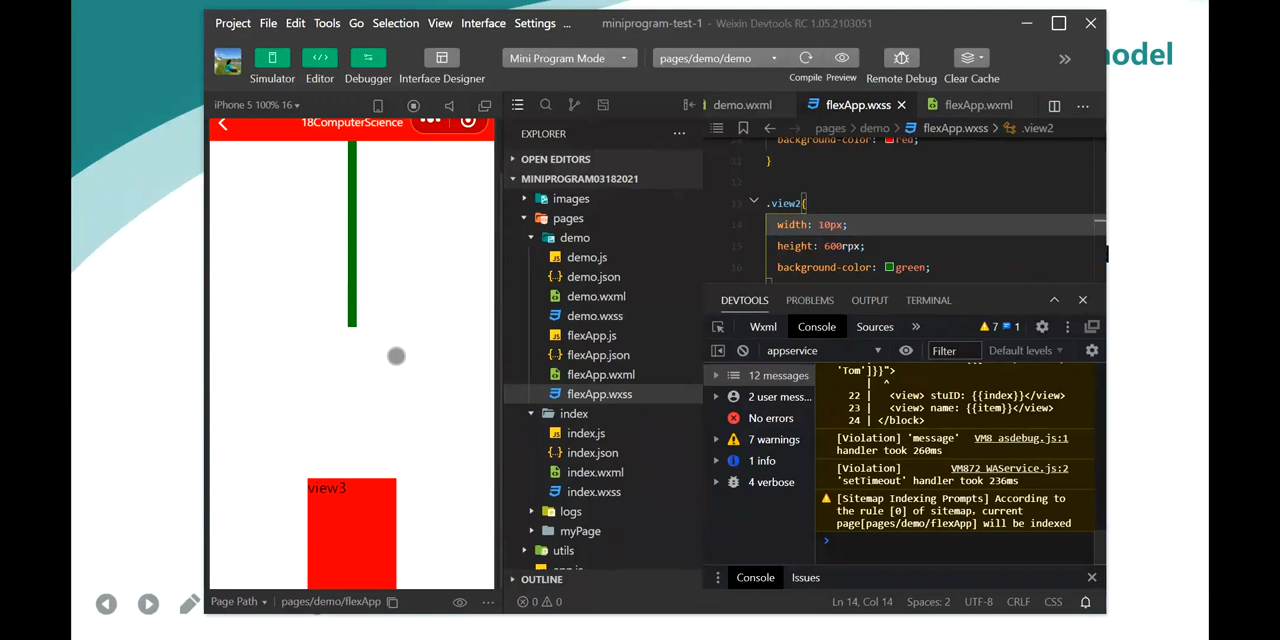 Project File Edit Tools Go Selection View Interface Settings ... miniprogram-test-1 - Weixin Devtools RC 1.05.2103051
model
Simulator Editor Debugger Interface Designer
Mini Program Mode pages/demo/demo
Compile Preview Remote Debug Clear Cache
iPhone 5 100% 16
demo.wxml flexApp.wxss flexApp.wxml
18ComputerScience
EXPLORER
pages demo flexApp.wxss .view2
OPEN EDITORS
MINIPROGRAM03182021
images
pages
demo
demo.js
demo.json
demo.wxml
demo.wxss
flexApp.js
flexApp.json
flexApp.wxml
flexApp.wxss
index
index.js
index.json
index.wxml
index.wxss
logs
myPage
utils
OUTLINE
background-color: red;
11 }
12
13 .view2{
14 width: 10px;
15 height: 600rpx;
16 background-color: green;
DEVTOOLS PROBLEMS OUTPUT TERMINAL
Wxml Console Sources 7 1
appservice Filter Default levels
12 messages
2 user mess...
No errors
7 warnings
1 info
4 verbose
'Tom']}}">
| ^
22 | <view> stuID: {{index}}</view>
23 | <view> name: {{item}}</view>
24 | </block>
[Violation] 'message' VM8 asdebug.js:1
handler took 260ms
[Violation] VM872 WAService.js:2
'setTimeout' handler took 236ms
[Sitemap Indexing Prompts] According to
the rule [0] of sitemap, current
page[pages/demo/flexApp] will be indexed
view3
Console Issues
Page Path pages/demo/flexApp
0 0 Ln 14, Col 14 Spaces: 2 UTF-8 CRLF CSS